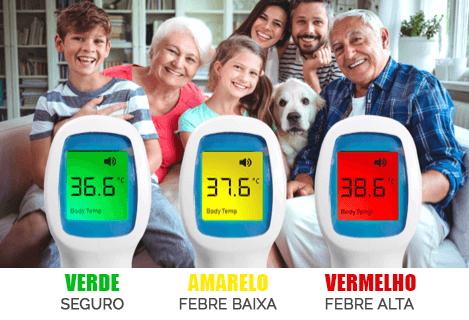 36.6 °C
Body Temp
37.6 °C
Body Temp
38.6 °C
Body Temp
VERDE
SEGURO
AMARELO
FEBRE BAIXA
VERMELHO
FEBRE ALTA